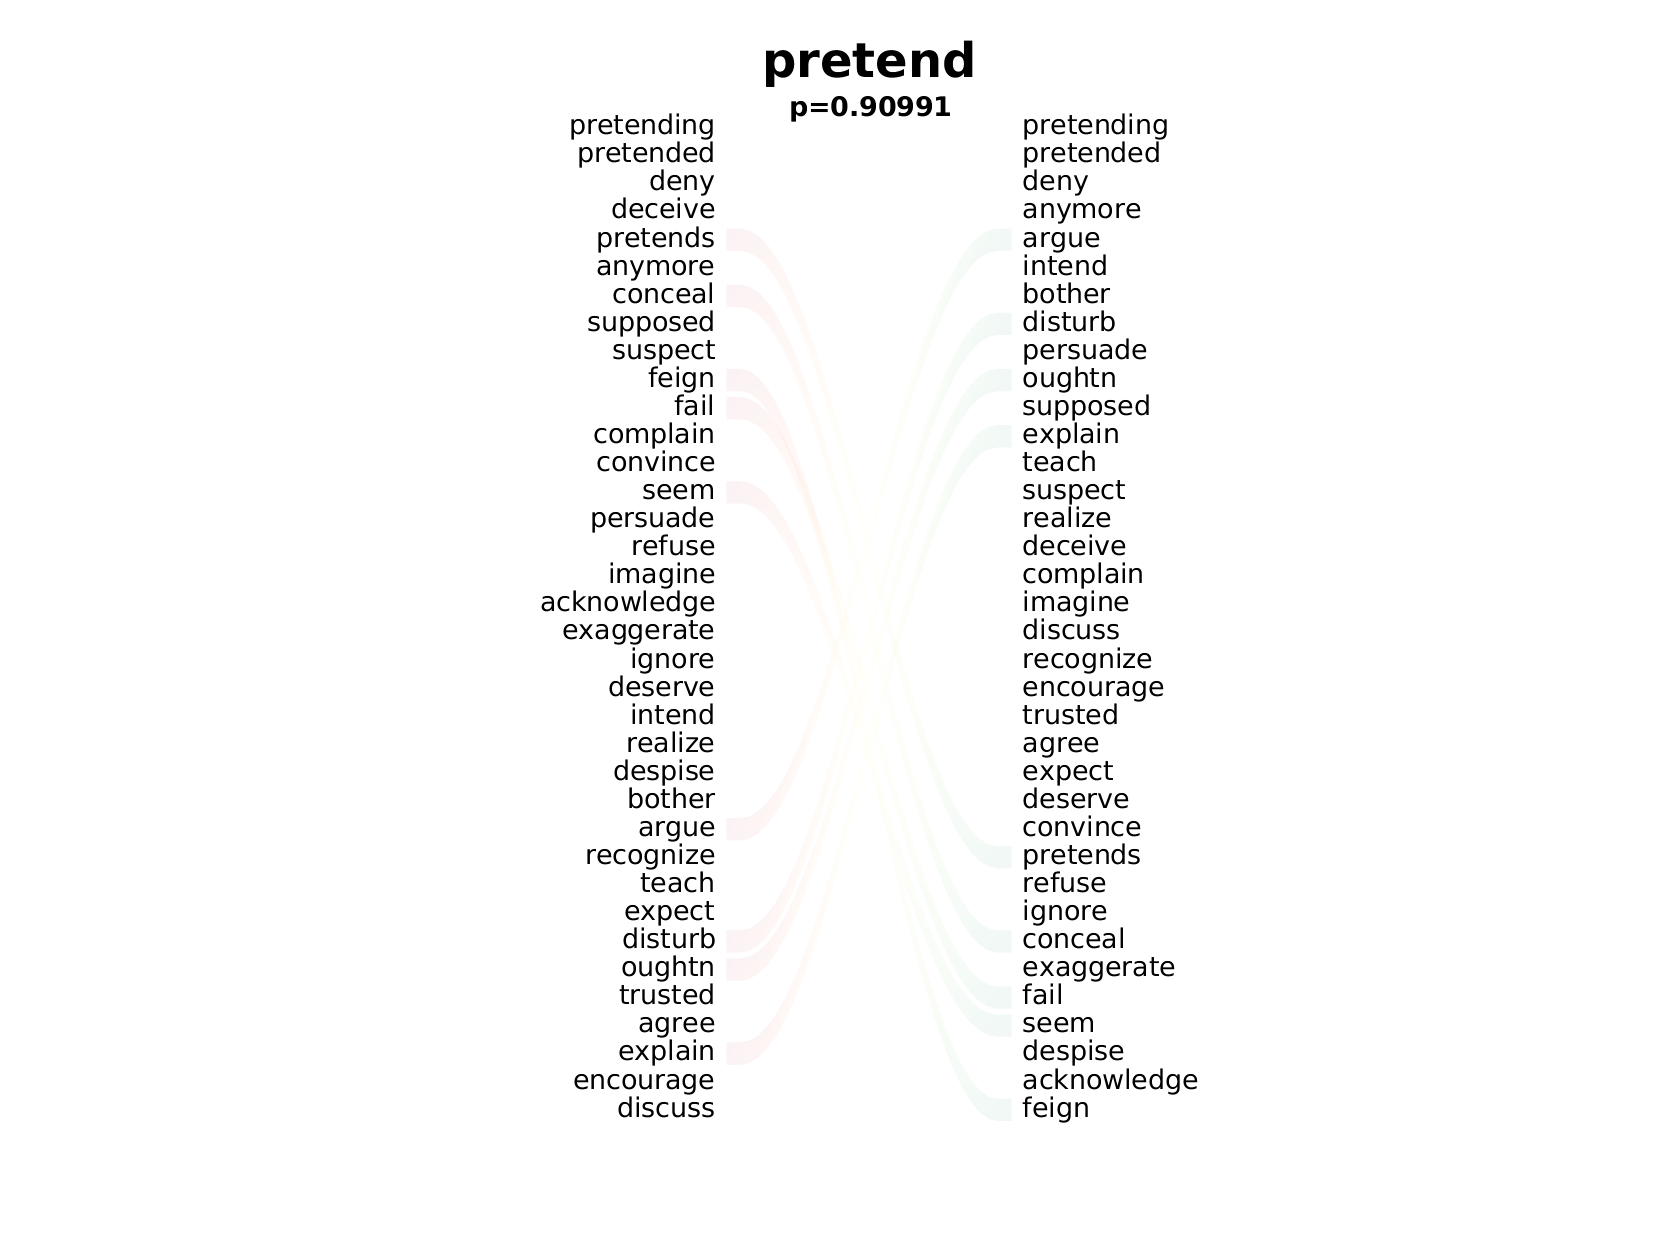 pretend
p=0.90991
pretending pretending
pretended pretended
deny deny
deceive anymore
pretends argue
anymore intend
conceal bother
supposed disturb
suspect persuade
feign oughtn
fail supposed
complain explain
convince teach
seem suspect
persuade realize
refuse deceive
imagine complain
acknowledge imagine
exaggerate discuss
ignore recognize
deserve encourage
intend trusted
realize agree
despise expect
bother deserve
argue convince
recognize pretends
teach refuse
expect ignore
disturb conceal
oughtn exaggerate
trusted fail
agree seem
explain despise
encourage acknowledge
discuss feign